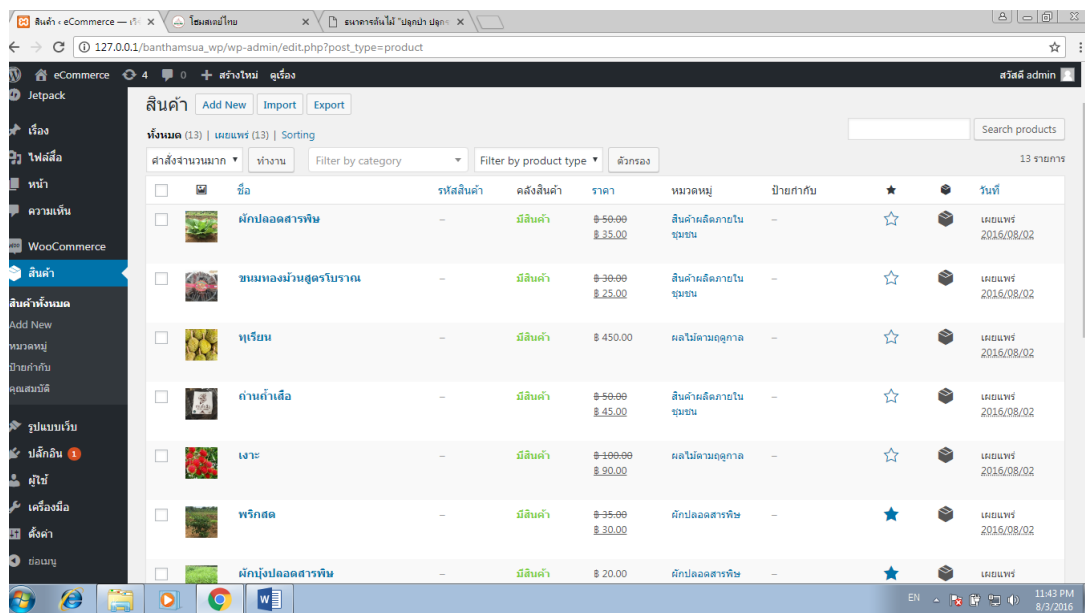 สินค้า ‹ eCommerce — เว็
โฮมสเตย์ไทย
ธนาคารต้นไม้ "ปลูกป่า ปลูก
127.0.0.1/banthamsua_wp/wp-admin/edit.php?post_type=product
eCommerce 4 0 + สร้างใหม่ ดูเรื่อง สวัสดี admin
Jetpack
เรื่อง
ไฟล์สื่อ
หน้า
ความเห็น
WooCommerce
สินค้า
สินค้าทั้งหมด
Add New
หมวดหมู่
ป้ายกำกับ
คุณสมบัติ
รูปแบบเว็บ
ปลั๊กอิน 1
ผู้ใช้
เครื่องมือ
ตั้งค่า
ย่อเมนู
สินค้า Add New Import Export
ทั้งหมด (13) | เผยแพร่ (13) | Sorting
Search products
คำสั่งจำนวนมาก ทำงาน Filter by category Filter by product type ตัวกรอง 13 รายการ
ชื่อ รหัสสินค้า คลังสินค้า ราคา หมวดหมู่ ป้ายกำกับ วันที่
ผักปลอดสารพิษ – มีสินค้า ฿ 50.00 สินค้าผลิตภายใน – เผยแพร่
฿ 35.00 ชุมชน 2016/08/02
ขนมทองม้วนสูตรโบราณ – มีสินค้า ฿ 30.00 สินค้าผลิตภายใน – เผยแพร่
฿ 25.00 ชุมชน 2016/08/02
ทุเรียน – มีสินค้า ฿ 450.00 ผลไม้ตามฤดูกาล – เผยแพร่
2016/08/02
ถ่านถ้ำเสือ – มีสินค้า ฿ 50.00 สินค้าผลิตภายใน – เผยแพร่
฿ 45.00 ชุมชน 2016/08/02
เงาะ – มีสินค้า ฿ 100.00 ผลไม้ตามฤดูกาล – เผยแพร่
฿ 90.00 2016/08/02
พริกสด – มีสินค้า ฿ 35.00 ผักปลอดสารพิษ – เผยแพร่
฿ 30.00 2016/08/02
ผักบุ้งปลอดสารพิษ – มีสินค้า ฿ 20.00 ผักปลอดสารพิษ – เผยแพร่
EN 11:43 PM
8/3/2016